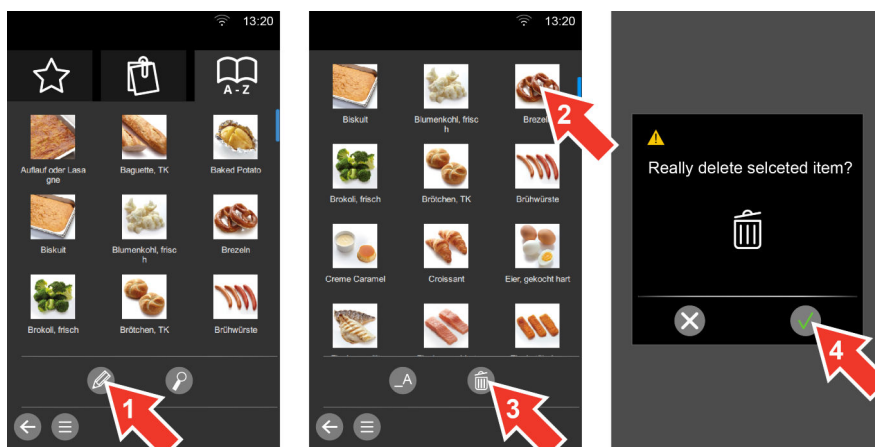 13:20
A - Z
Auflauf oder Lasa
gne
Baguette, TK
Baked Potato
Biskuit
Blumenkohl, frisc
h
Brezeln
Brokoli, frisch
Brötchen, TK
Brühwürste
1
13:20
Biskuit
Blumenkohl, frisc
h
Brezeln
2
Brokoli, frisch
Brötchen, TK
Brühwürste
Creme Caramel
Croissant
Eier, gekocht hart
_A
3
Really delete selceted item?
4